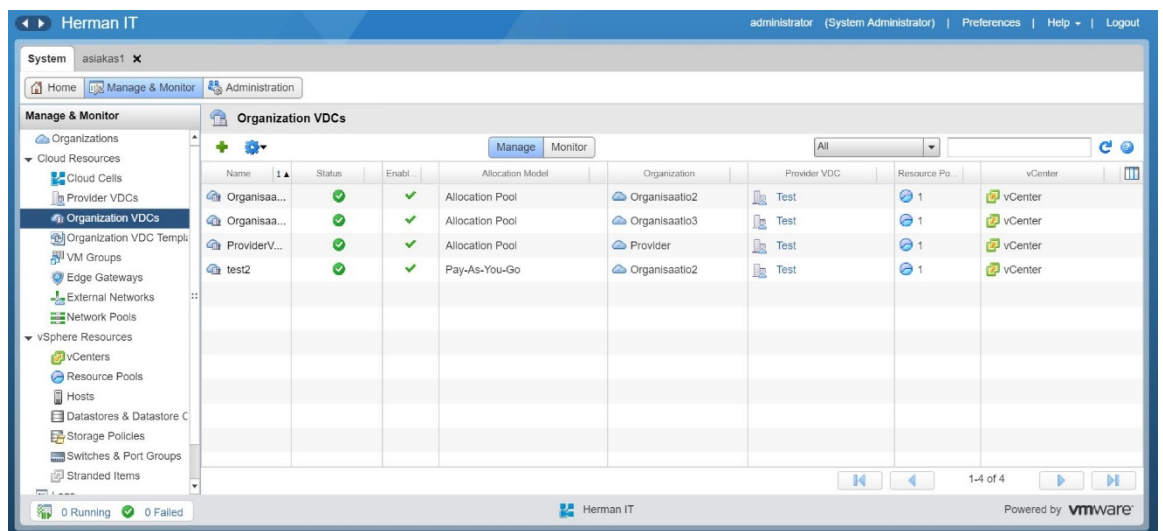 Herman IT administrator (System Administrator) | Preferences | Help | Logout
System asiakas1
Home Manage & Monitor Administration
Manage & Monitor
Organizations
Cloud Resources
Cloud Cells
Provider VDCs
Organization VDCs
Organization VDC Templa
VM Groups
Edge Gateways
External Networks
Network Pools
vSphere Resources
vCenters
Resource Pools
Hosts
Datastores & Datastore C
Storage Policies
Switches & Port Groups
Stranded Items
Organization VDCs
Manage Monitor All
Name 1 Status Enabl... Allocation Model Organization Provider VDC Resource Po... vCenter
Organisaa... Allocation Pool Organisaatio2 Test 1 vCenter
Organisaa... Allocation Pool Organisaatio3 Test 1 vCenter
ProviderV... Allocation Pool Provider Test 1 vCenter
test2 Pay-As-You-Go Organisaatio2 Test 1 vCenter
1-4 of 4
0 Running 0 Failed Herman IT Powered by vmware